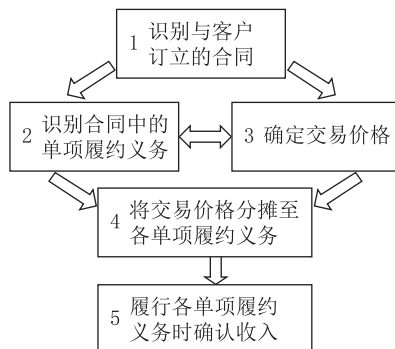 1 识别与客户
订立的合同
2 识别合同中的
单项履约义务
3 确定交易价格
4 将交易价格分摊至
各单项履约义务
5 履行各单项履约
义务时确认收入